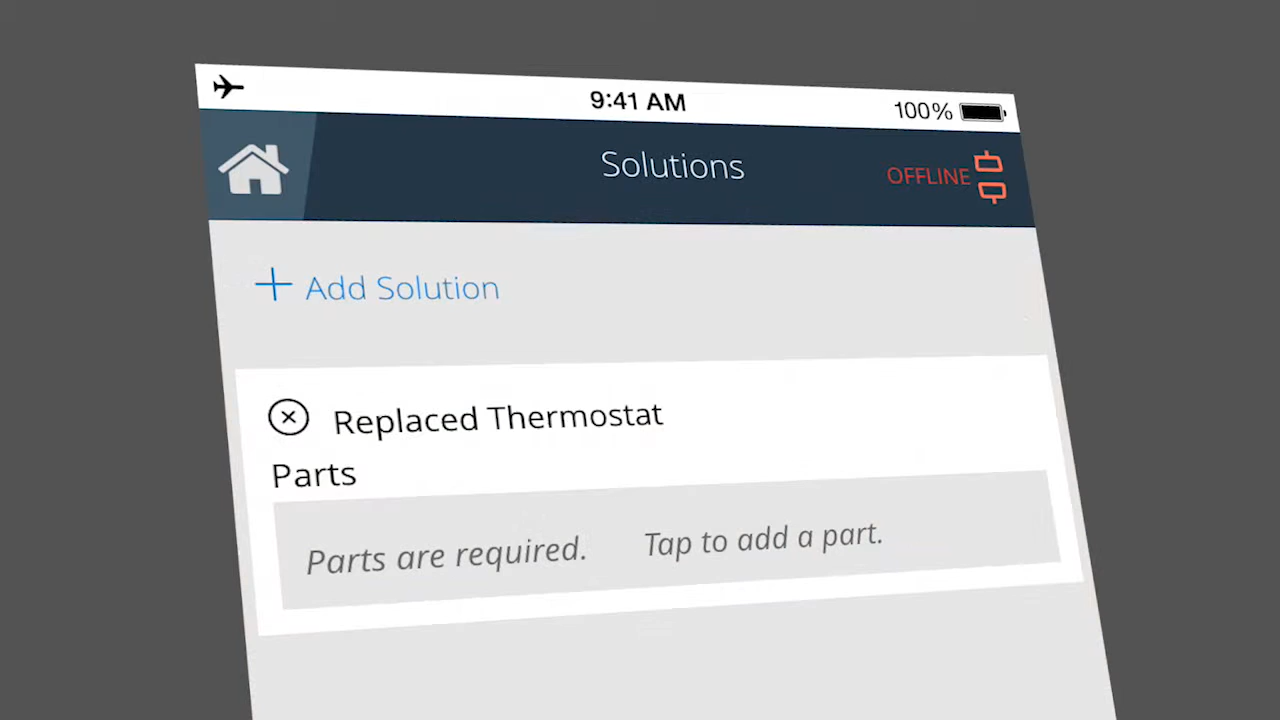 9:41 AM
100%
Solutions
OFFLINE
Add Solution
Replaced Thermostat
Parts
Parts are required. Tap to add a part.